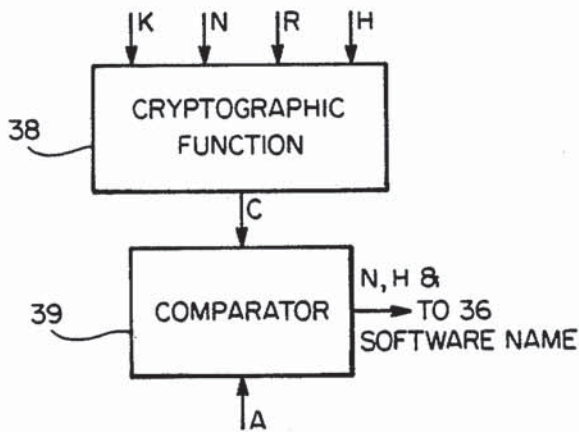 K N R H
CRYPTOGRAPHIC
FUNCTION
38
C
N, H &
COMPARATOR
TO 36
39
SOFTWARE NAME
A